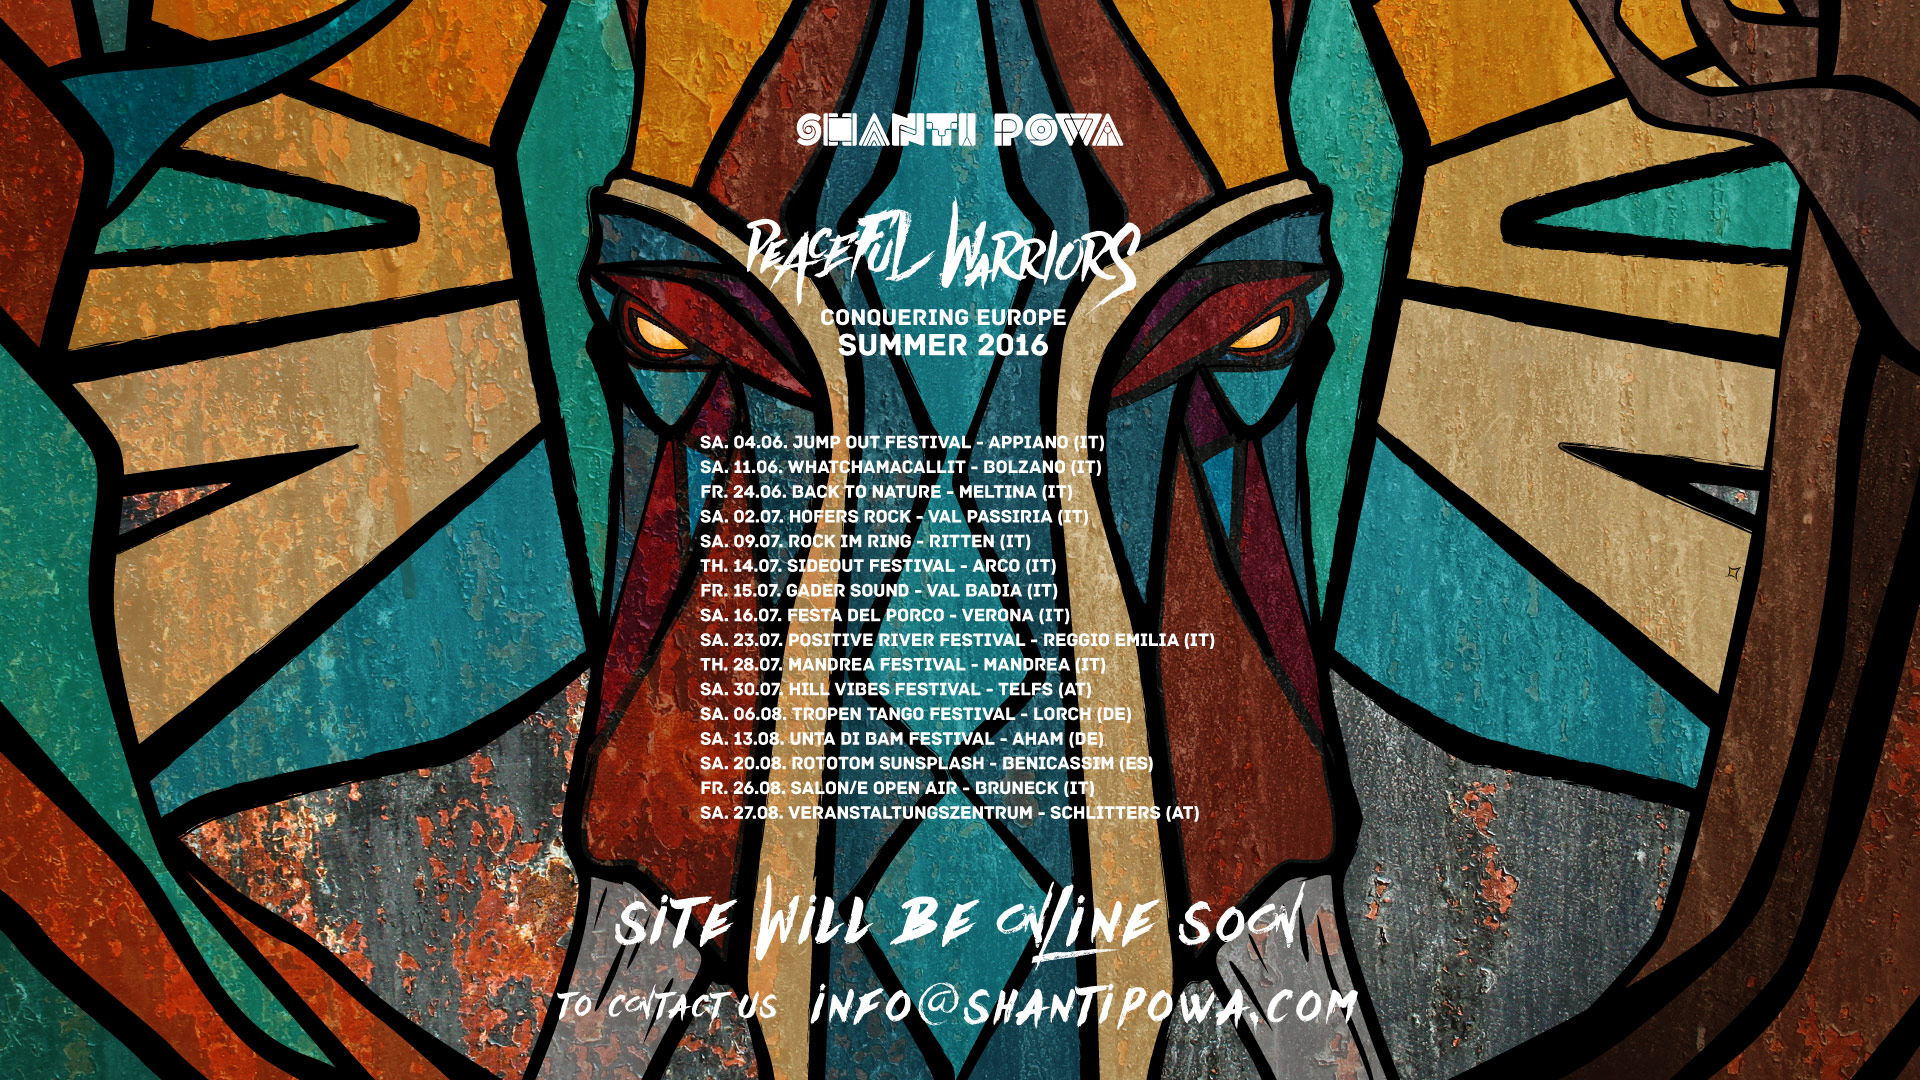 SHANTI POWA
PEACEFUL WARRIORS
CONQUERING EUROPE
SUMMER 2016
SA. 04.06. JUMP OUT FESTIVAL - APPIANO (IT)
SA. 11.06. WHATCHAMACALLIT - BOLZANO (IT)
FR. 24.06. BACK TO NATURE - MELTINA (IT)
SA. 02.07. HOFERS ROCK - VAL PASSIRIA (IT)
SA. 09.07. ROCK IM RING - RITTEN (IT)
TH. 14.07. SIDEOUT FESTIVAL - ARCO (IT)
FR. 15.07. GADER SOUND - VAL BADIA (IT)
SA. 16.07. FESTA DEL PORCO - VERONA (IT)
SA. 23.07. POSITIVE RIVER FESTIVAL - REGGIO EMILIA (IT)
TH. 28.07. MANDREA FESTIVAL - MANDREA (IT)
SA. 30.07. HILL VIBES FESTIVAL - TELFS (AT)
SA. 06.08. TROPEN TANGO FESTIVAL - LORCH (DE)
SA. 13.08. UNTA DI BAM FESTIVAL - AHAM (DE)
SA. 20.08. ROTOTOM SUNSPLASH - BENICASSIM (ES)
FR. 26.08. SALON/E OPEN AIR - BRUNECK (IT)
SA. 27.08. VERANSTALTUNGSZENTRUM - SCHLITTERS (AT)
SITE WILL BE ONLINE SOON
TO CONTACT US INFO@SHANTIPOWA.COM